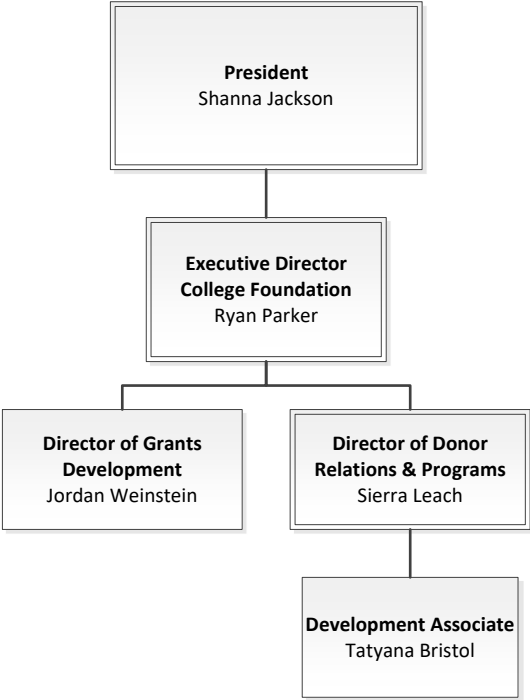 President
Shanna Jackson
Executive Director
College Foundation
Ryan Parker
Director of Grants
Development
Jordan Weinstein
Director of Donor
Relations & Programs
Sierra Leach
Development Associate
Tatyana Bristol